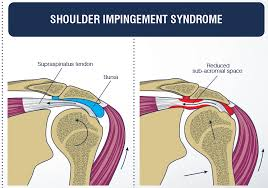 SHOULDER IMPINGEMENT SYNDROME
Supraspinatus tendon
Bursa
Reduced
sub-acromial space